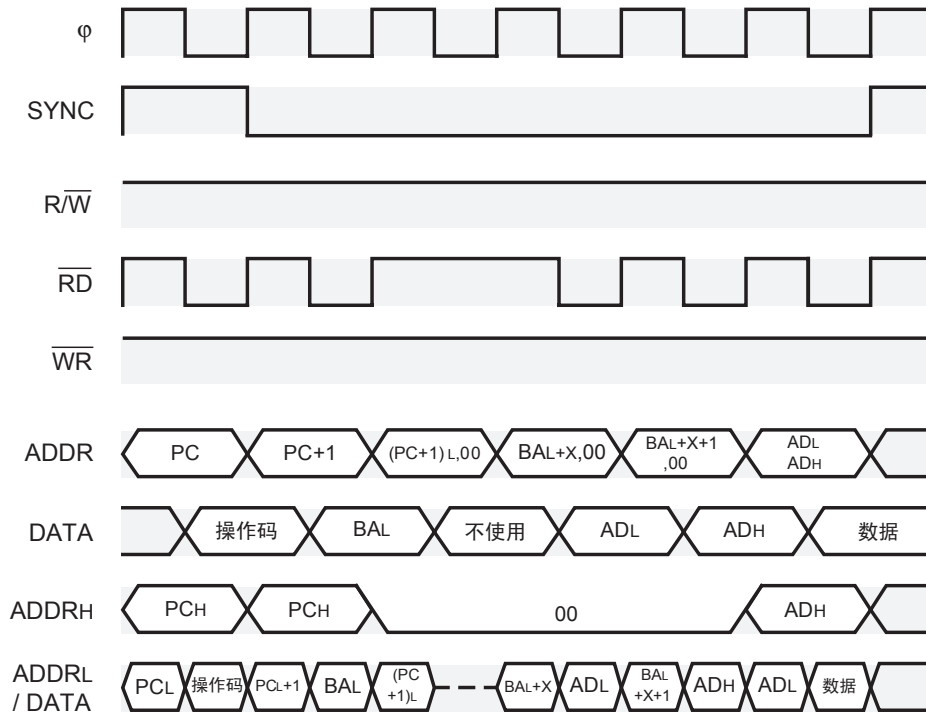 φ
SYNC
R/W
RD
WR
ADDR
PC
PC+1
(PC+1)L,00
BAL+X,00
BAL+X+1
,00
ADL
ADH
DATA
操作码
BAL
不使用
ADL
ADH
数据
ADDRH
PCH
PCH
00
ADH
ADDRL
/ DATA
PCL
操作码
PCL+1
BAL
(PC
+1)L
BAL+X
ADL
BAL
+X+1
ADH
ADL
数据